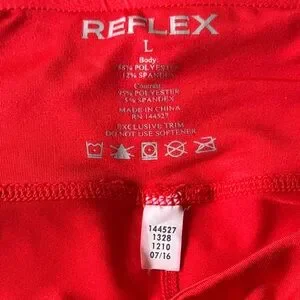 REFLEX
L
Body:
88% POLYESTER
12% SPANDEX
Contrast:
95% POLYESTER
5% SPANDEX
MADE IN CHINA
RN 144527
EXCLUSIVE TRIM
DO NOT USE SOFTENER
144527
1328
1210
07/16